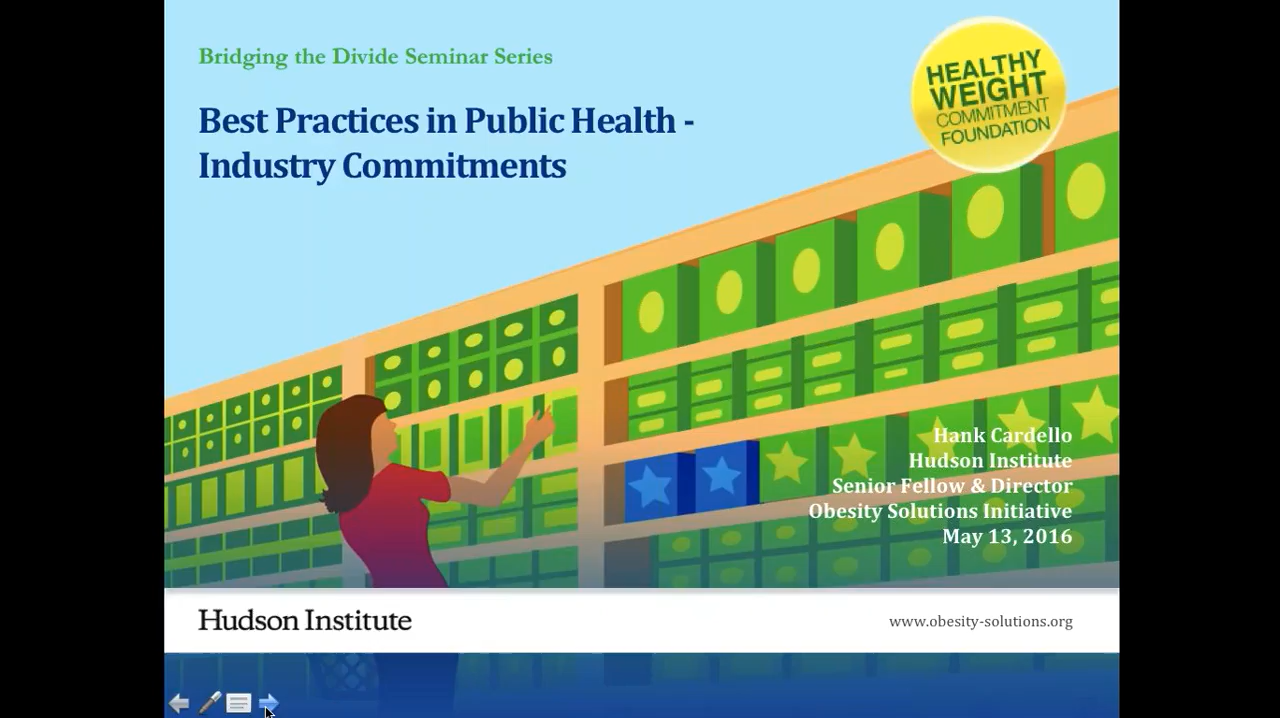 Bridging the Divide Seminar Series
HEALTHY
WEIGHT
COMMITMENT
FOUNDATION
Best Practices in Public Health -
Industry Commitments
Hank Cardello
Hudson Institute
Senior Fellow & Director
Obesity Solutions Initiative
May 13, 2016
Hudson Institute
www.obesity-solutions.org